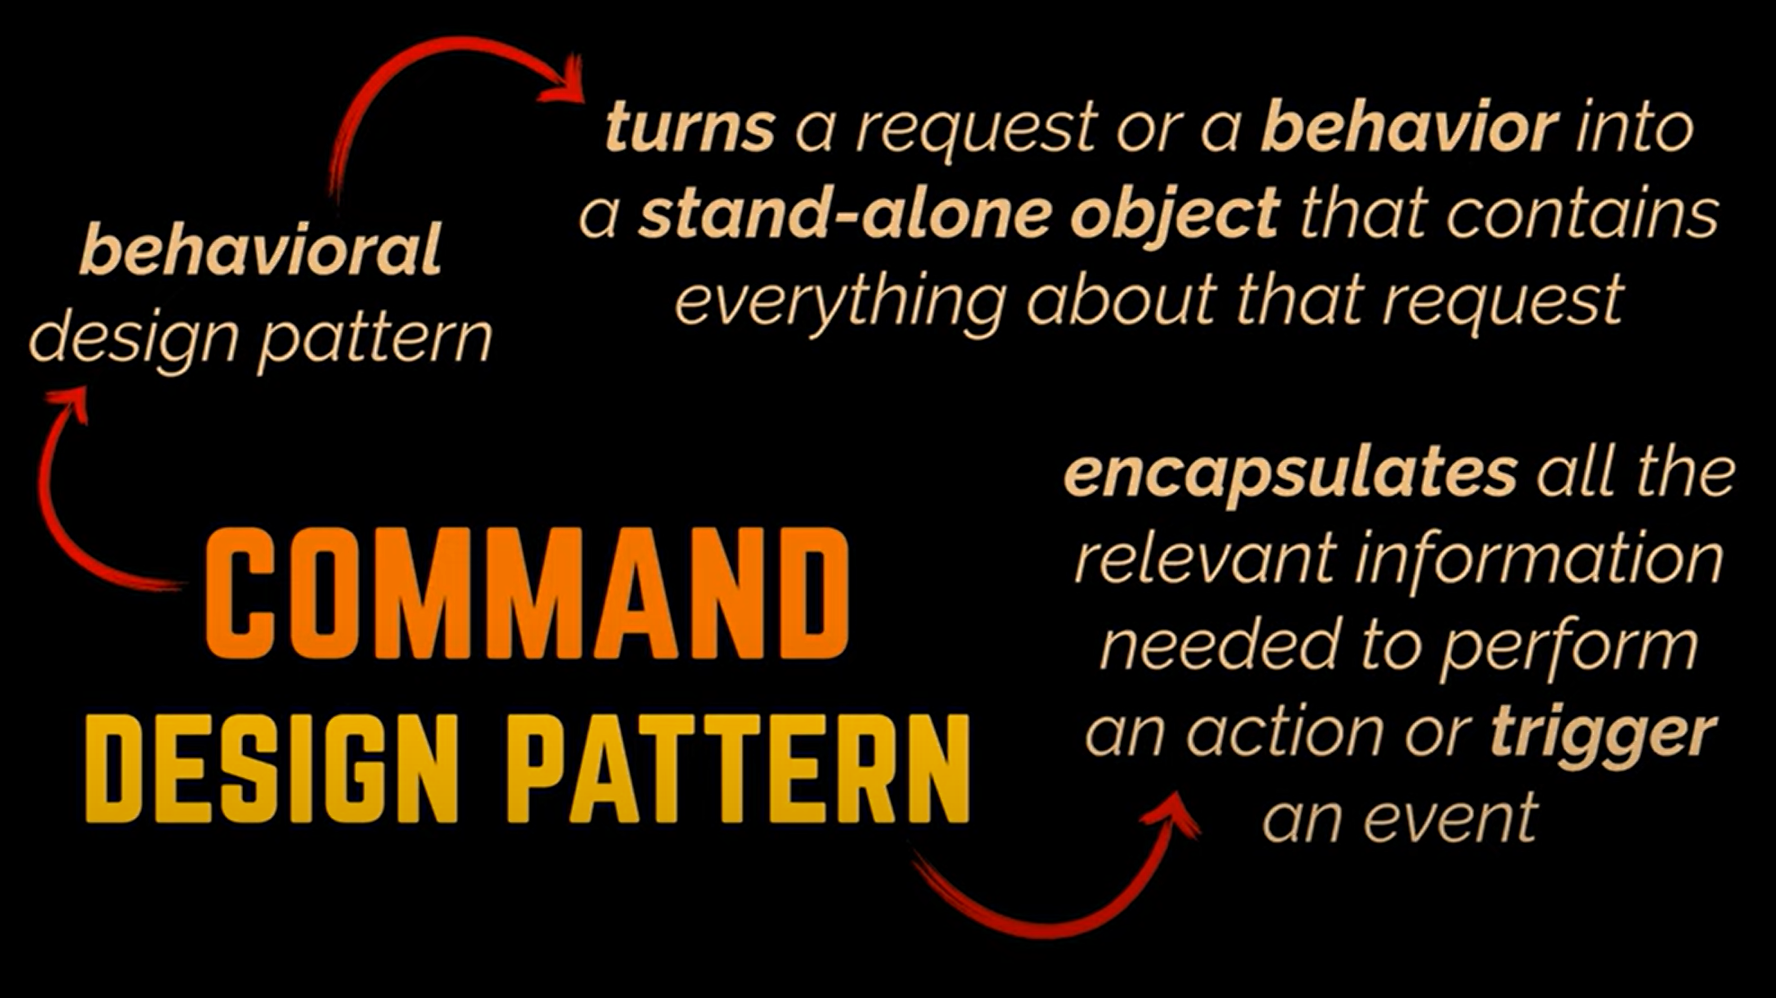 turns a request or a behavior into
a stand-alone object that contains
everything about that request
behavioral
design pattern
encapsulates all the
relevant information
needed to perform
an action or trigger
an event
COMMAND
DESIGN PATTERN